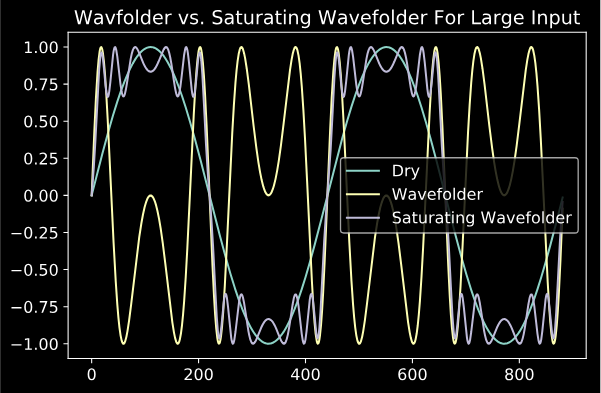 Wavfolder vs. Saturating Wavefolder For Large Input
1.00
0.75
0.50
0.25
0.00
−0.25
−0.50
−0.75
−1.00
Dry
Wavefolder
Saturating Wavefolder
0 200 400 600 800